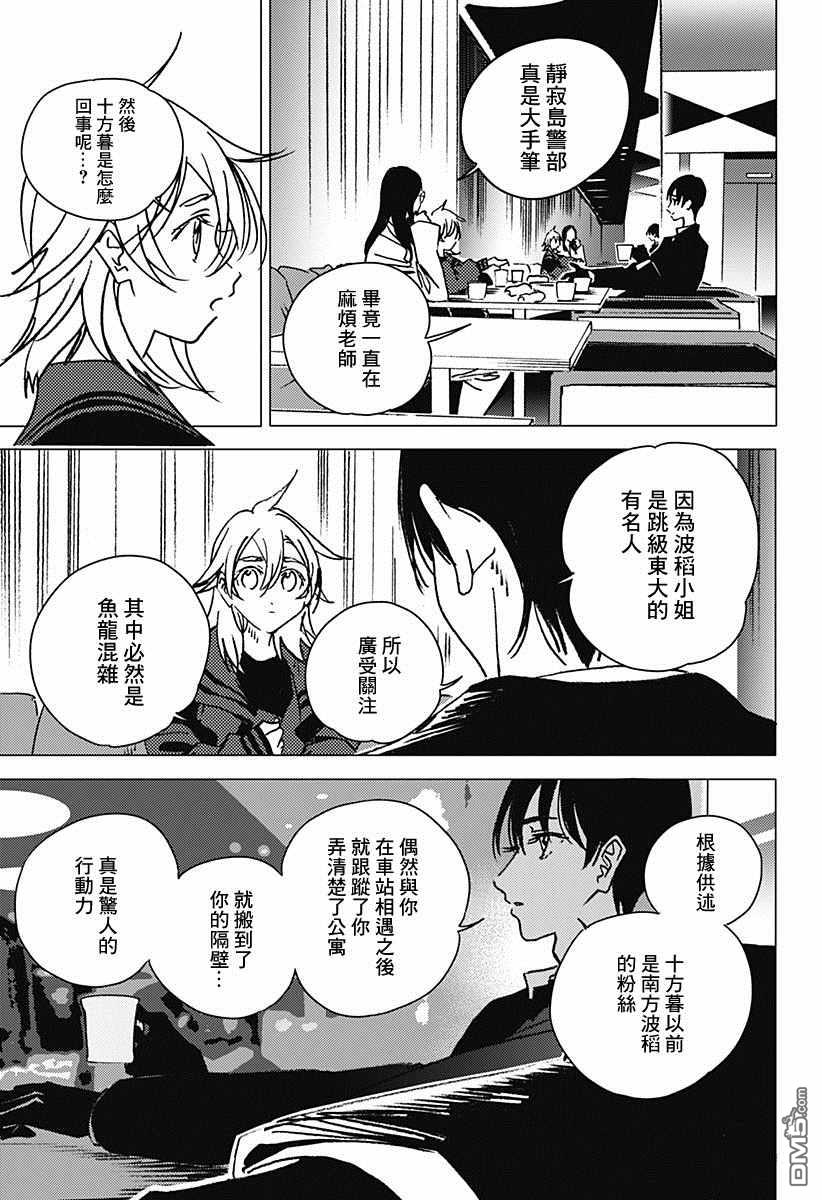 靜寂島警部
真是大手筆
畢竟一直在
麻煩老師
然後
十方暮是怎麼
回事呢…?
因為波稻小姐
是跳級東大的
有名人
所以
廣受關注
其中必然是
魚龍混雜
根據供述
十方暮以前
是南方波稻
的粉絲
偶然與你
在車站相遇之後
就跟蹤了你
弄清楚了公寓
就搬到了
你的隔壁…
真是驚人的
行動力
DM5.com